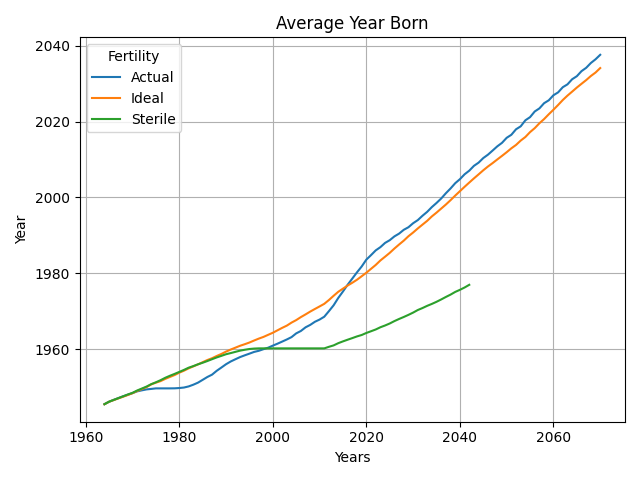 Average Year Born
Fertility
Actual
Ideal
Sterile
2040
2020
2000
1980
1960
Year
1960 1980 2000 2020 2040 2060
Years